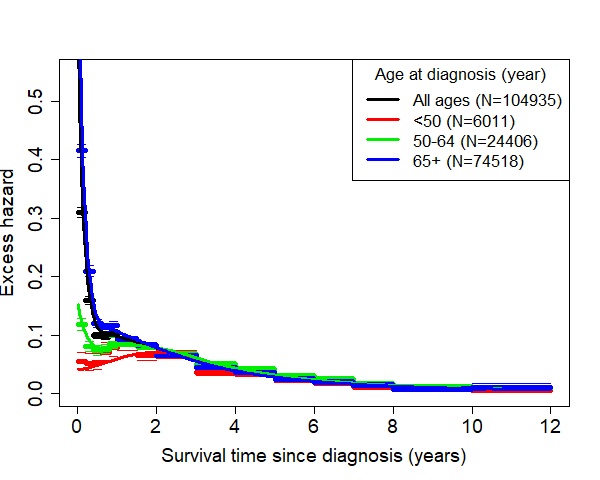 Age at diagnosis (year)
All ages (N=104935)
<50 (N=6011)
50-64 (N=24406)
65+ (N=74518)
Excess hazard
0.5
0.4
0.3
0.2
0.1
0.0
0 2 4 6 8 10 12
Survival time since diagnosis (years)